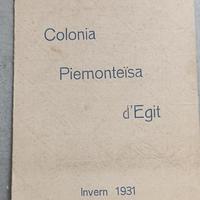 Colonia
Piemonteïsa
d'Egit
Invern 1931